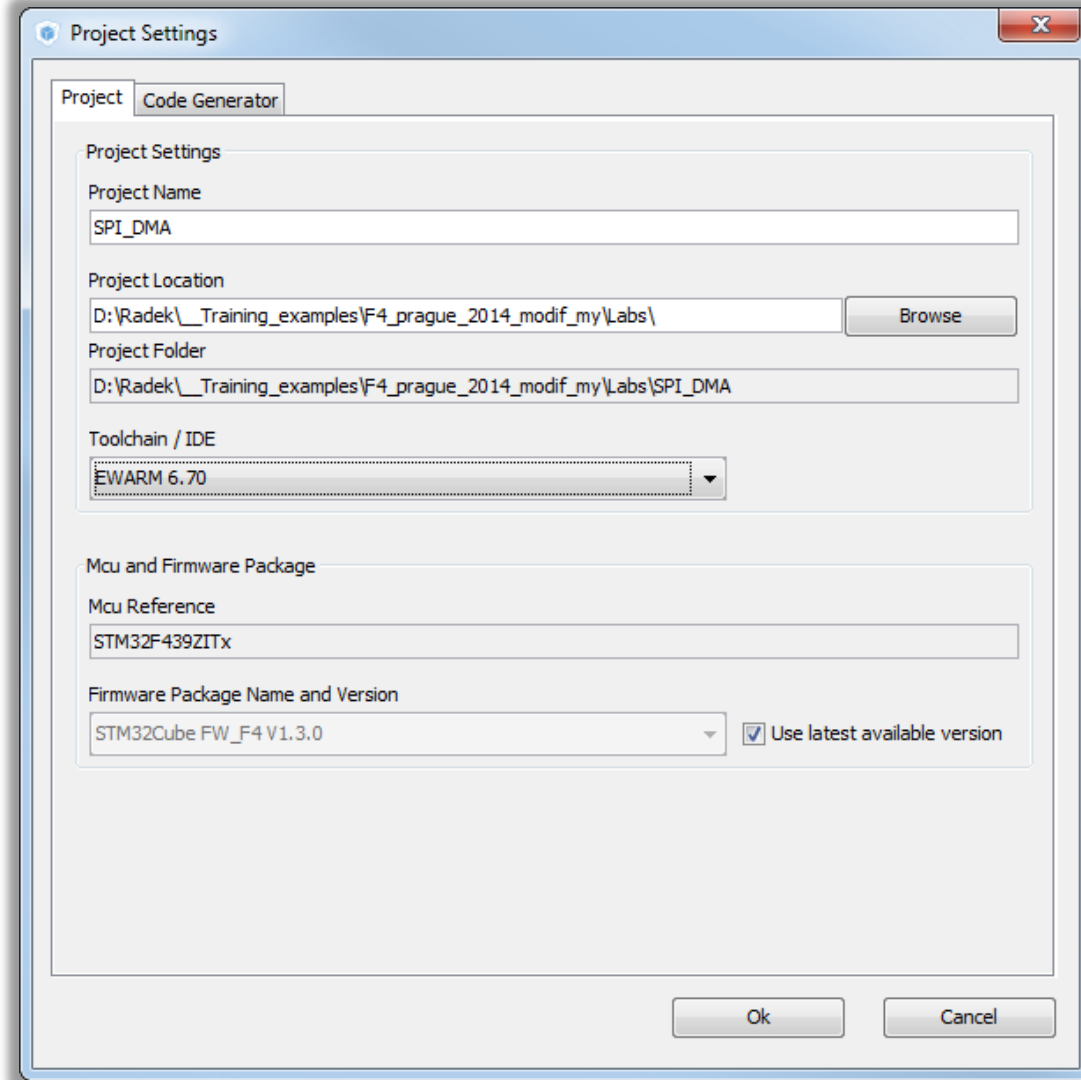 Project Settings
X
Project
Code Generator
Project Settings
Project Name
SPI_DMA
Project Location
D:\Radek\__Training_examples\F4_prague_2014_modif_my\Labs\
Browse
Project Folder
D:\Radek\__Training_examples\F4_prague_2014_modif_my\Labs\SPI_DMA
Toolchain / IDE
EWARM 6.70
Mcu and Firmware Package
Mcu Reference
STM32F439ZITx
Firmware Package Name and Version
STM32Cube FW_F4 V1.3.0
Use latest available version
Ok
Cancel